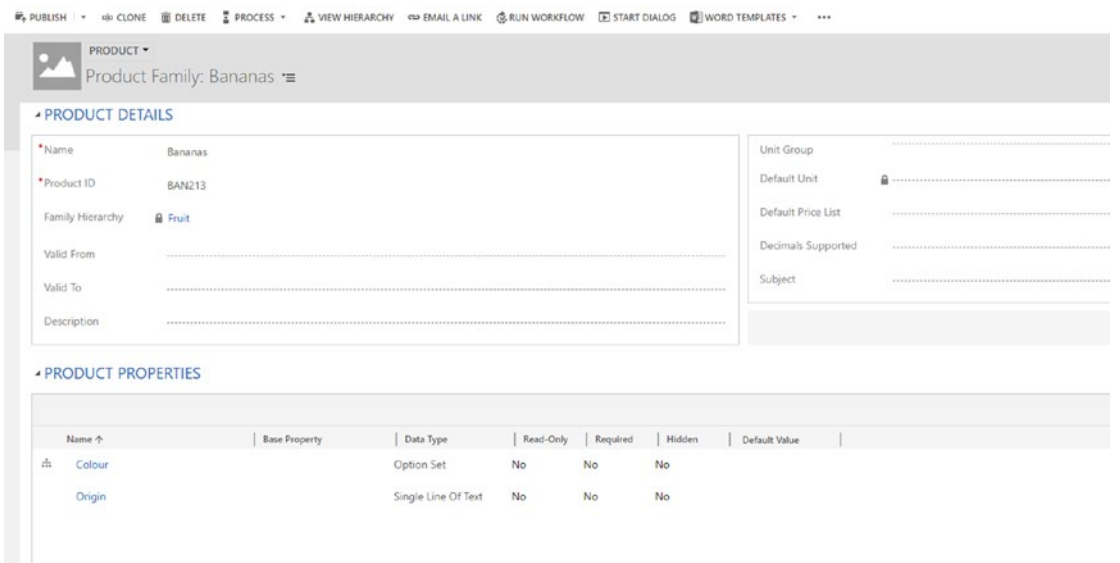 PUBLISH CLONE DELETE PROCESS VIEW HIERARCHY EMAIL A LINK RUN WORKFLOW START DIALOG WORD TEMPLATES ...
PRODUCT
Product Family: Bananas
PRODUCT DETAILS
*Name Bananas
*Product ID BAN213
Family Hierarchy Fruit
Valid From
Valid To
Description
Unit Group
Default Unit
Default Price List
Decimals Supported
Subject
PRODUCT PROPERTIES
Name Base Property Data Type Read-Only Required Hidden Default Value
Colour Option Set No No No
Origin Single Line Of Text No No No